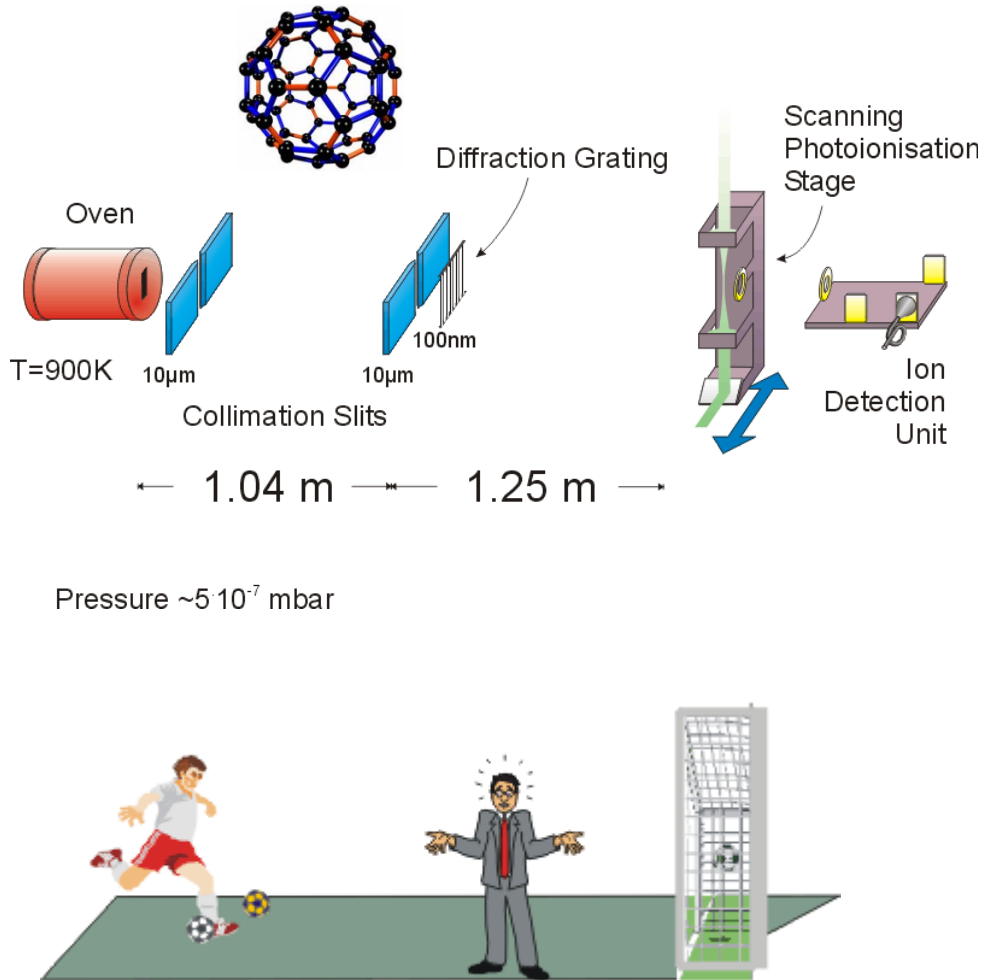 Diffraction Grating
Scanning
Photoionisation
Stage
Oven
100nm
T=900K
10µm
10µm
Collimation Slits
Ion
Detection
Unit
1.04 m
1.25 m
Pressure ~5·10⁻⁷ mbar